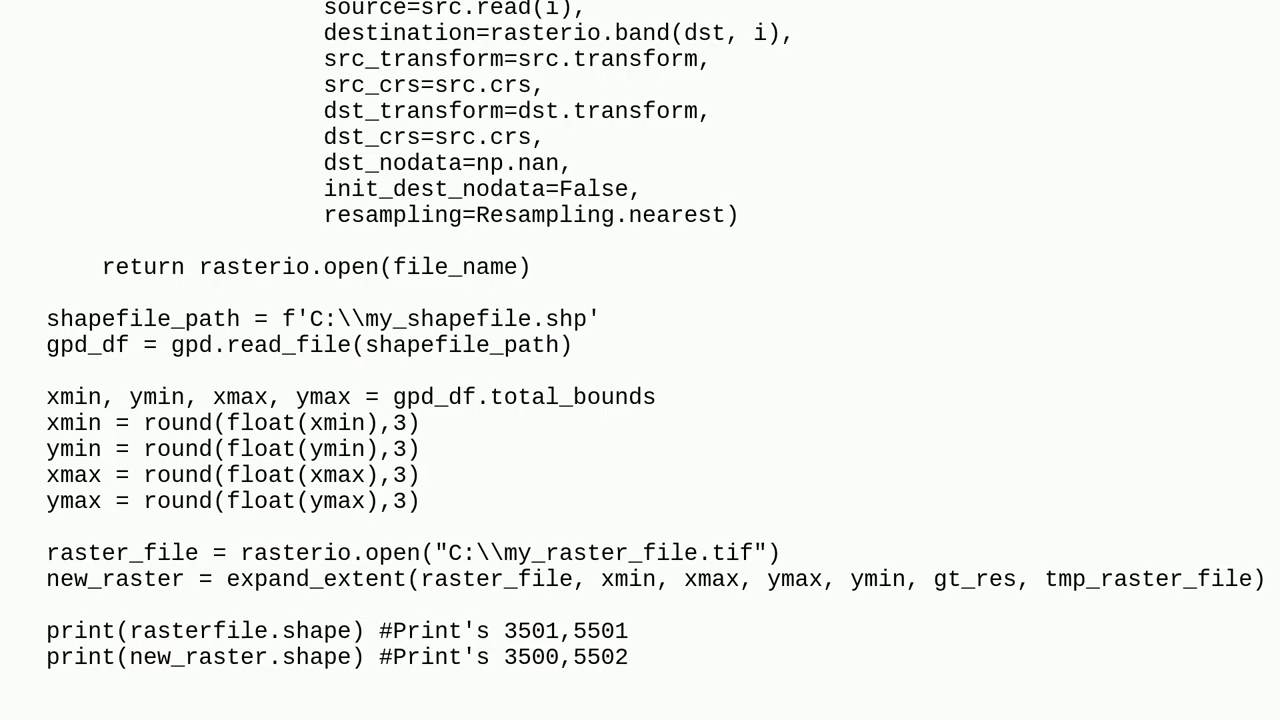 source=src.read(i),
destination=rasterio.band(dst, i),
src_transform=src.transform,
src_crs=src.crs,
dst_transform=dst.transform,
dst_crs=src.crs,
dst_nodata=np.nan,
init_dest_nodata=False,
resampling=Resampling.nearest)
return rasterio.open(file_name)
shapefile_path = f'C:\\my_shapefile.shp'
gpd_df = gpd.read_file(shapefile_path)
xmin, ymin, xmax, ymax = gpd_df.total_bounds
xmin = round(float(xmin),3)
ymin = round(float(ymin),3)
xmax = round(float(xmax),3)
ymax = round(float(ymax),3)
raster_file = rasterio.open("C:\\my_raster_file.tif")
new_raster = expand_extent(raster_file, xmin, xmax, ymax, ymin, gt_res, tmp_raster_file)
print(rasterfile.shape) #Print's 3501,5501
print(new_raster.shape) #Print's 3500,5502